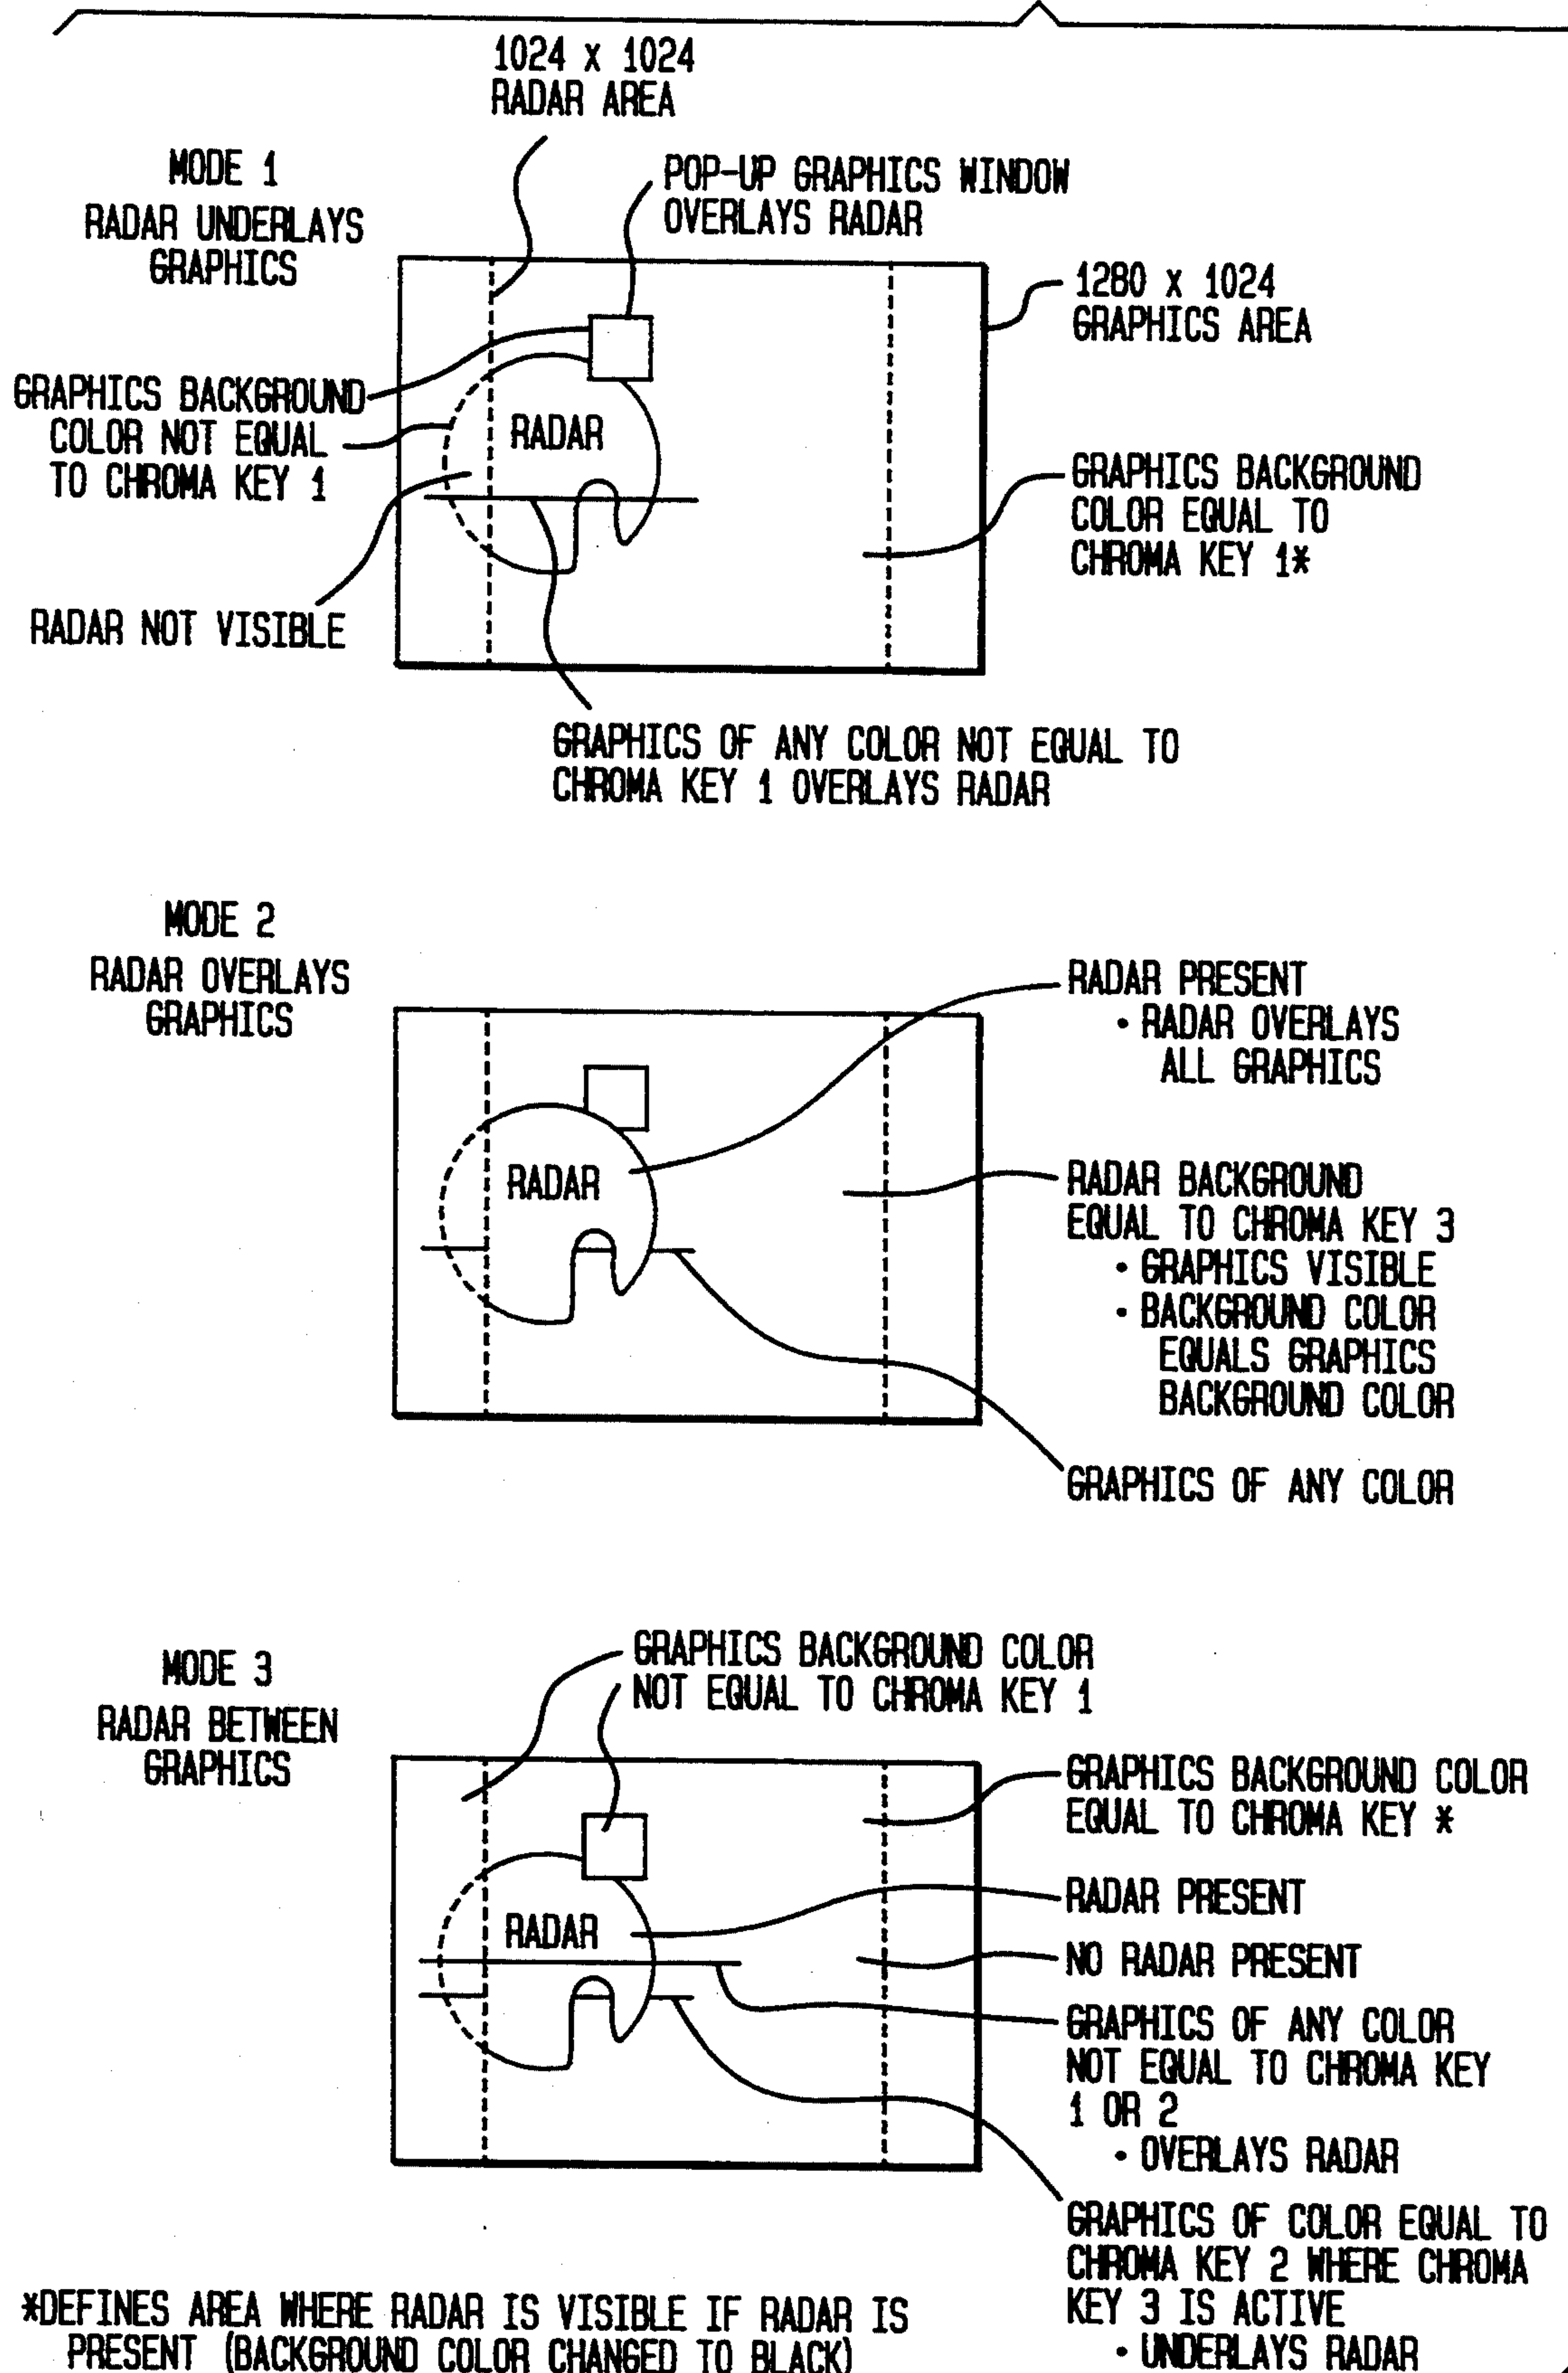 1024 x 1024
RADAR AREA
MODE 1
RADAR UNDERLAYS
GRAPHICS
POP-UP GRAPHICS WINDOW
OVERLAYS RADAR
1280 x 1024
GRAPHICS AREA
GRAPHICS BACKGROUND
COLOR NOT EQUAL
TO CHROMA KEY 1
RADAR
GRAPHICS BACKGROUND
COLOR EQUAL TO
CHROMA KEY 1*
RADAR NOT VISIBLE
GRAPHICS OF ANY COLOR NOT EQUAL TO
CHROMA KEY 1 OVERLAYS RADAR
MODE 2
RADAR OVERLAYS
GRAPHICS
RADAR PRESENT
• RADAR OVERLAYS
ALL GRAPHICS
RADAR
RADAR BACKGROUND
EQUAL TO CHROMA KEY 3
• GRAPHICS VISIBLE
• BACKGROUND COLOR
EQUALS GRAPHICS
BACKGROUND COLOR
GRAPHICS OF ANY COLOR
MODE 3
RADAR BETWEEN
GRAPHICS
GRAPHICS BACKGROUND COLOR
NOT EQUAL TO CHROMA KEY 1
GRAPHICS BACKGROUND COLOR
EQUAL TO CHROMA KEY *
RADAR
RADAR PRESENT
NO RADAR PRESENT
GRAPHICS OF ANY COLOR
NOT EQUAL TO CHROMA KEY
1 OR 2
• OVERLAYS RADAR
GRAPHICS OF COLOR EQUAL TO
CHROMA KEY 2 WHERE CHROMA
KEY 3 IS ACTIVE
• UNDERLAYS RADAR
*DEFINES AREA WHERE RADAR IS VISIBLE IF RADAR IS
PRESENT (BACKGROUND COLOR CHANGED TO BLACK)